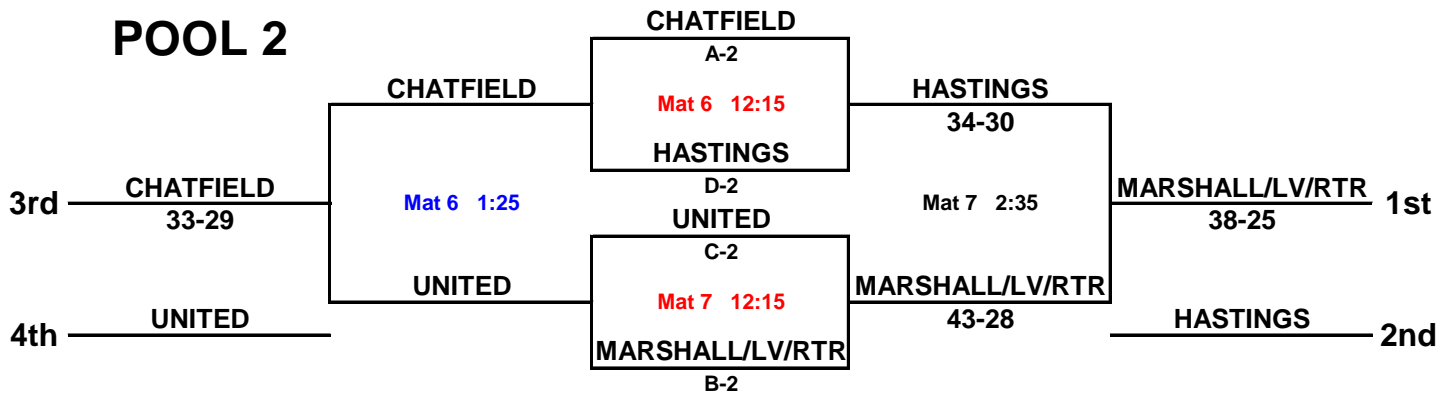 POOL 2
CHATFIELD
A-2
CHATFIELD
Mat 6 12:15
HASTINGS
34-30
HASTINGS
D-2
3rd
CHATFIELD
33-29
Mat 6 1:25
Mat 7 2:35
MARSHALL/LV/RTR
38-25
1st
UNITED
C-2
UNITED
Mat 7 12:15
MARSHALL/LV/RTR
43-28
4th
UNITED
MARSHALL/LV/RTR
B-2
HASTINGS
2nd